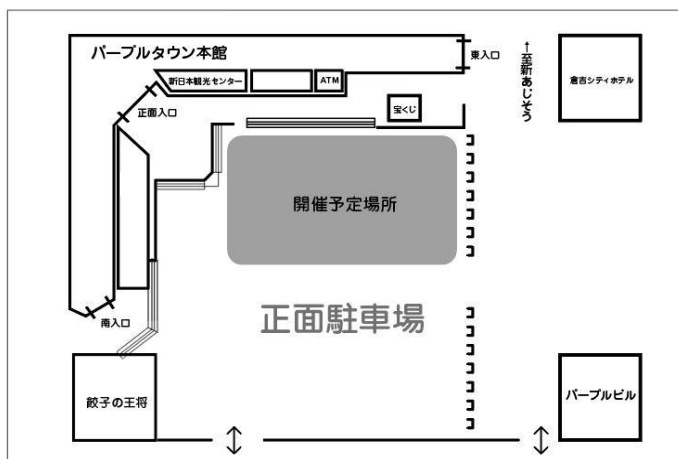 パープルタウン本館
東入口
↑至新あじそう
倉吉シティホテル
新日本観光センター
ATM
宝くじ
正面入口
開催予定場所
正面駐車場
南入口
餃子の王将
パープルビル